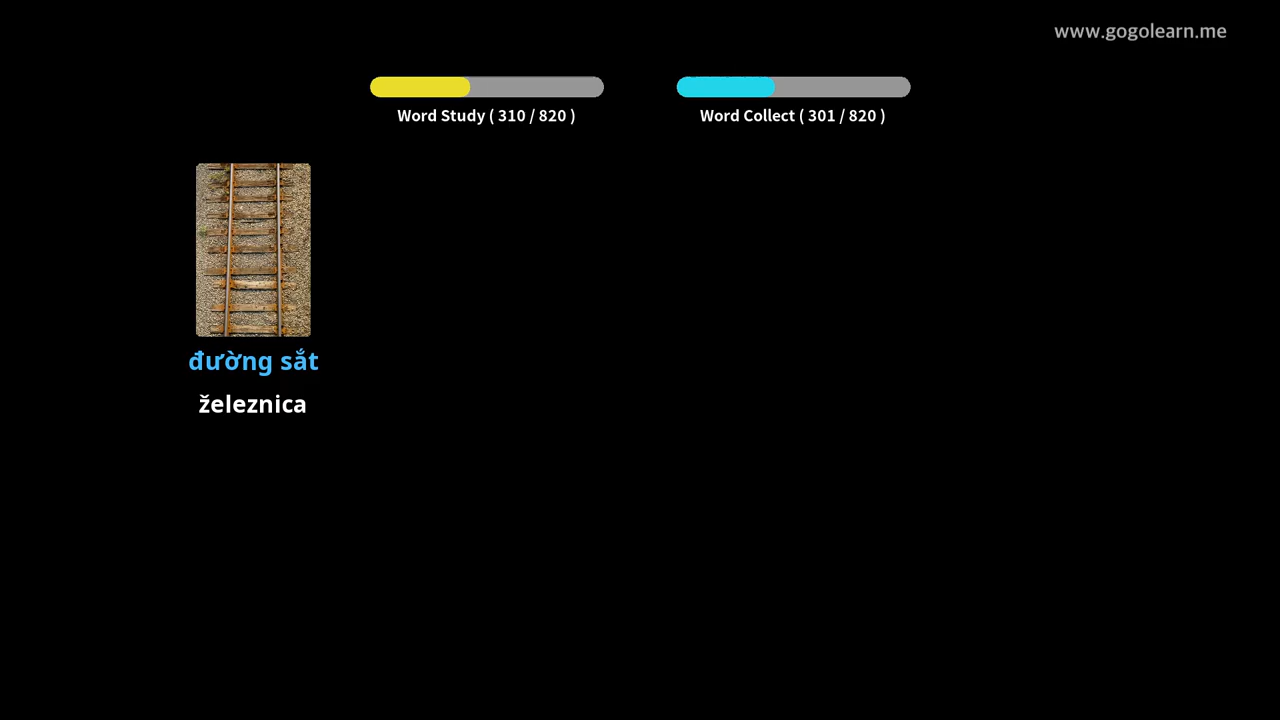 www.gogolearn.me
Word Study ( 310 / 820 )
Word Collect ( 301 / 820 )
đường sắt
železnica